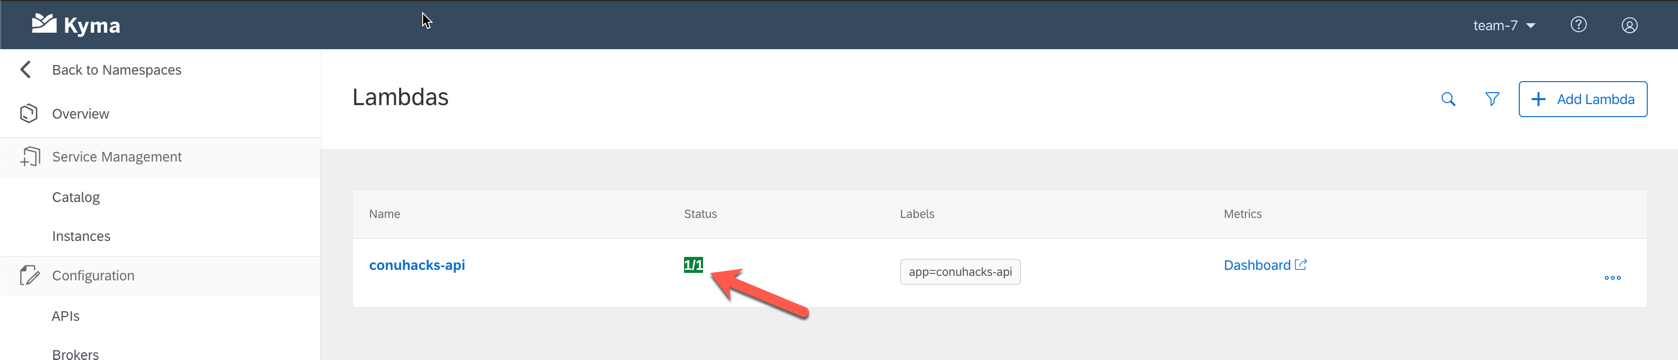 Kyma
team-7
Back to Namespaces
Overview
Service Management
Catalog
Instances
Configuration
APIs
Brokers
Lambdas
Add Lambda
Name Status Labels Metrics
conuhacks-api 1/1 app=conuhacks-api Dashboard